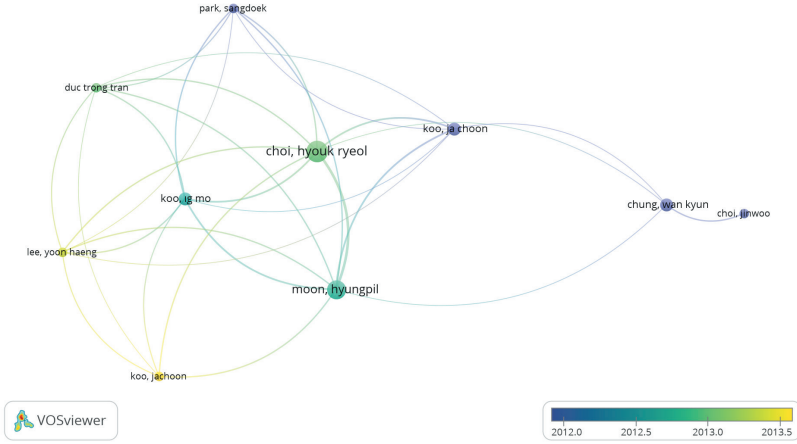 park, sangdoek
duc trong tran
koo, ja choon
choi, hyouk ryeol
koo, ig mo
chung, wan kyun
choi, jinwoo
lee, yoon haeng
moon, hyungpil
koo, jachoon
VOSviewer
2012.0 2012.5 2013.0 2013.5